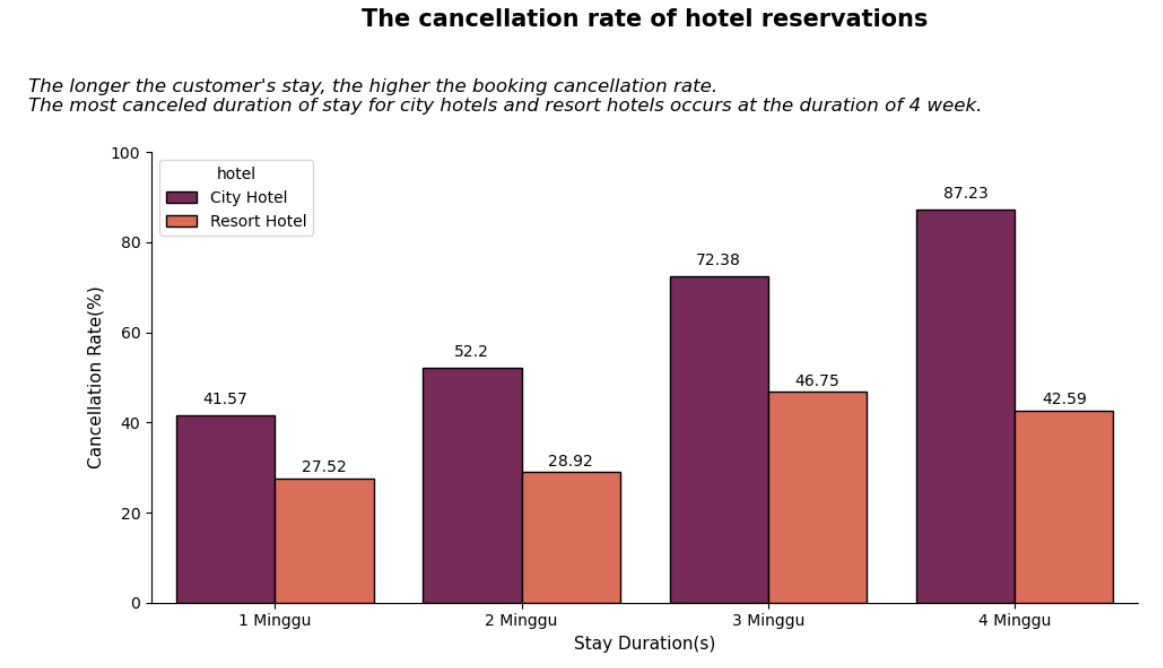 The cancellation rate of hotel reservations
The longer the customer's stay, the higher the booking cancellation rate.
The most canceled duration of stay for city hotels and resort hotels occurs at the duration of 4 week.
100
80
60
40
20
0
Cancellation Rate(%)
hotel
City Hotel
Resort Hotel
41.57
27.52
52.2
28.92
72.38
46.75
87.23
42.59
1 Minggu
2 Minggu
3 Minggu
4 Minggu
Stay Duration(s)